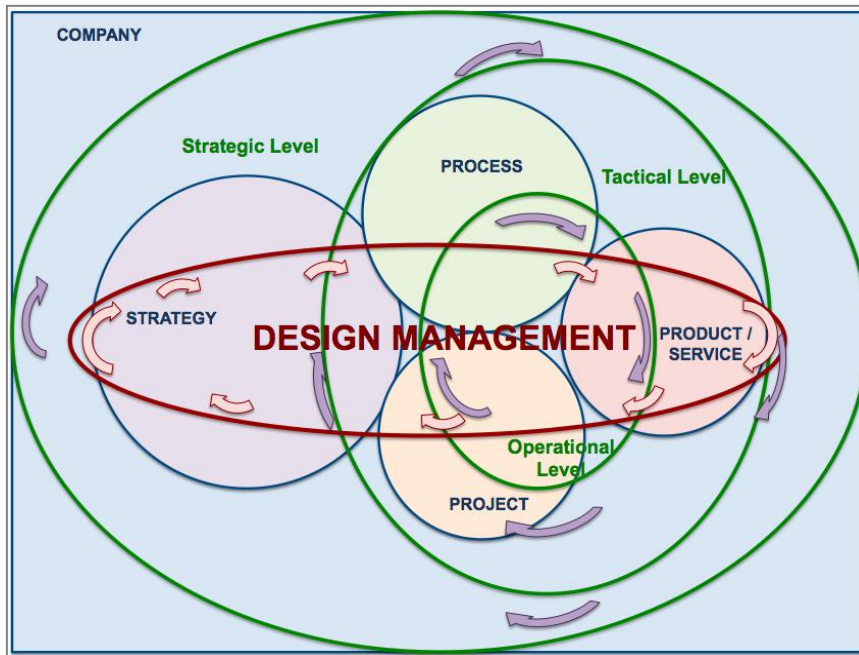 COMPANY
Strategic Level
PROCESS
Tactical Level
STRATEGY
DESIGN MANAGEMENT
PRODUCT /
SERVICE
Operational
Level
PROJECT